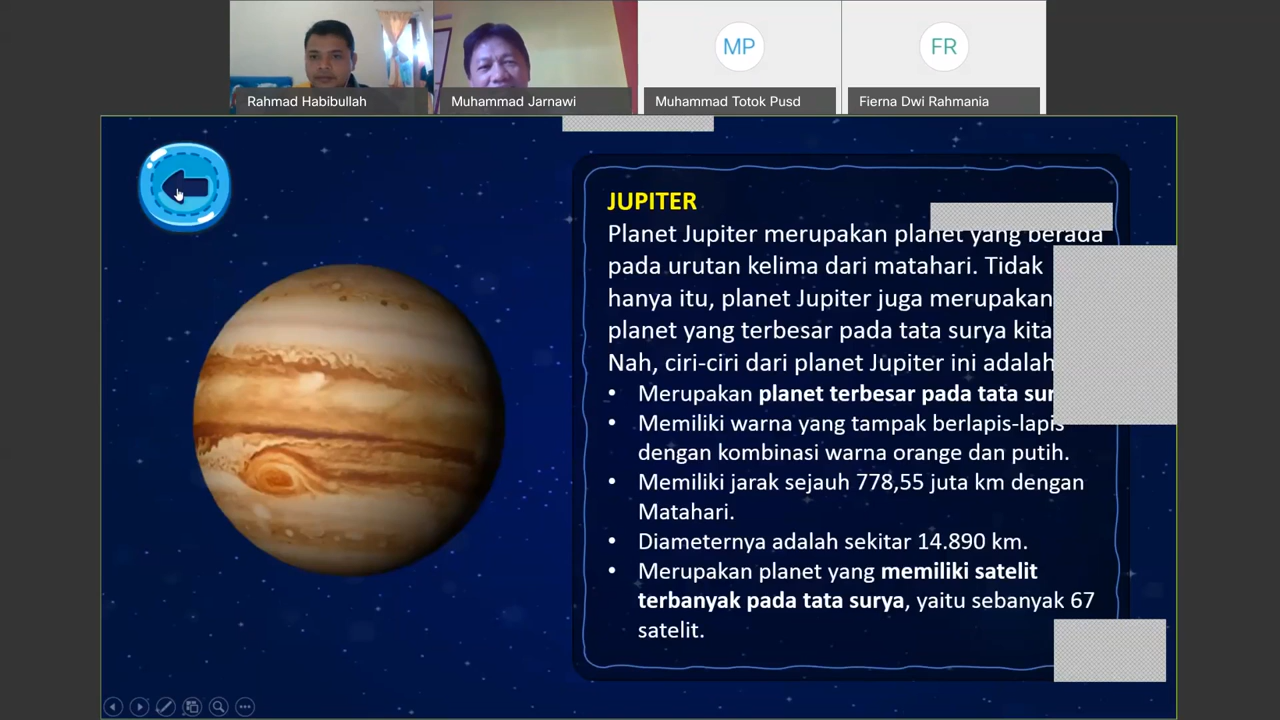 MP
FR
Rahmad Habibullah
Muhammad Jarnawi
Muhammad Totok Pusd
Fierna Dwi Rahmania
JUPITER
Planet Jupiter merupakan planet yang berada
pada urutan kelima dari matahari. Tidak
hanya itu, planet Jupiter juga merupakan
planet yang terbesar pada tata surya kita
Nah, ciri-ciri dari planet Jupiter ini adalah
• Merupakan planet terbesar pada tata
• Memiliki warna yang tampak berlapis-lapis
dengan kombinasi warna orange dan putih.
• Memiliki jarak sejauh 778,55 juta km dengan
Matahari.
• Diameternya adalah sekitar 14.890 km.
• Merupakan planet yang memiliki satelit
terbanyak pada tata surya, yaitu sebanyak 67
satelit.